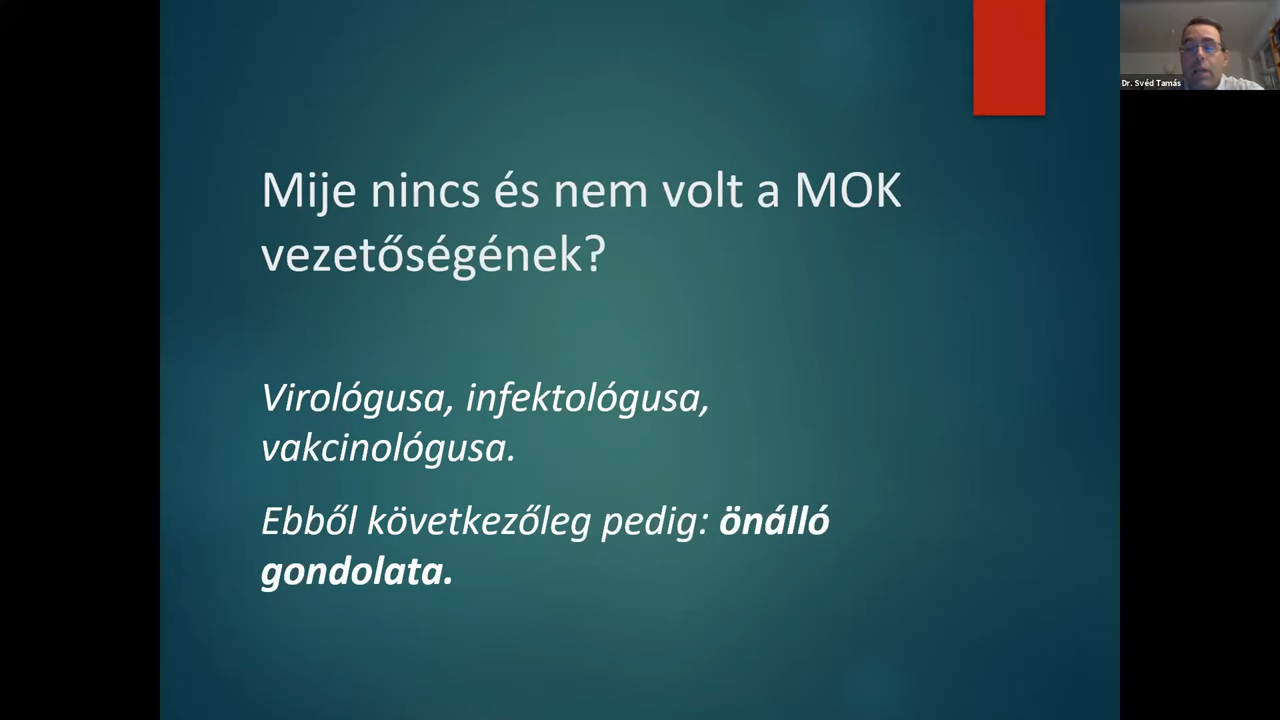 Mije nincs és nem volt a MOK
vezetőségének?
Virológusa, infektológusa,
vakcinológusa.
Ebből következőleg pedig: önálló
gondolata.
Dr. Svéd Tamás